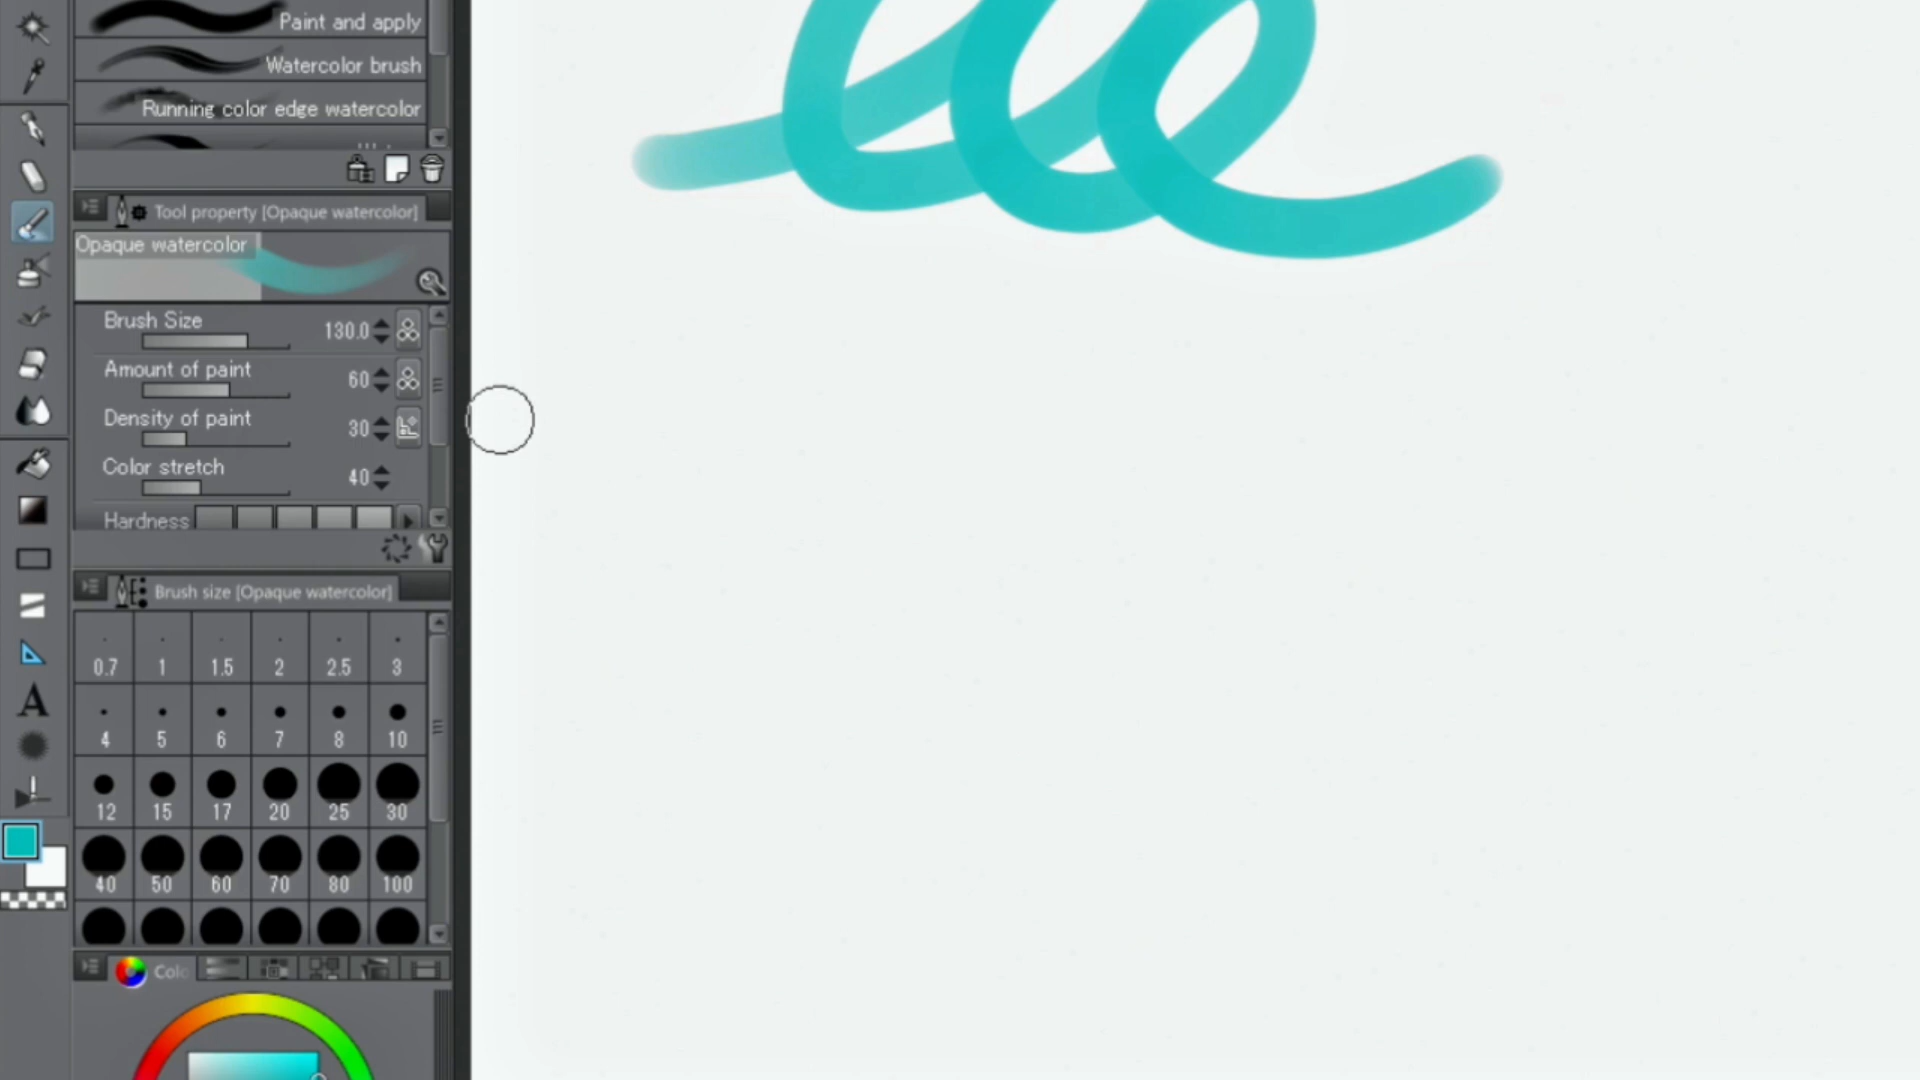 Paint and apply
Watercolor brush
Running color edge watercolor
Tool property [Opaque watercolor]
Opaque watercolor
Brush Size 130.0
Amount of paint 60
Density of paint 30
Color stretch 40
Hardness
Brush size [Opaque watercolor]
0.7 1 1.5 2 2.5 3
4 5 6 7 8 10
12 15 17 20 25 30
40 50 60 70 80 100
A